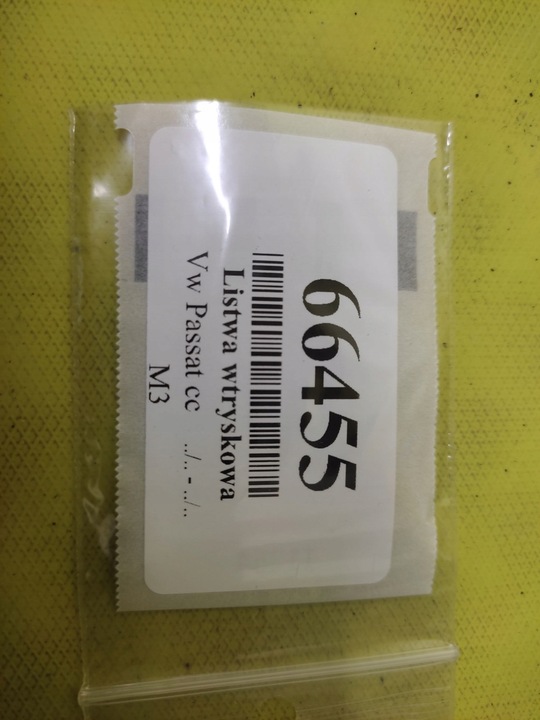 66455
Listwa wtryskowa
Vw Passat cc ../.. - ../..
M3